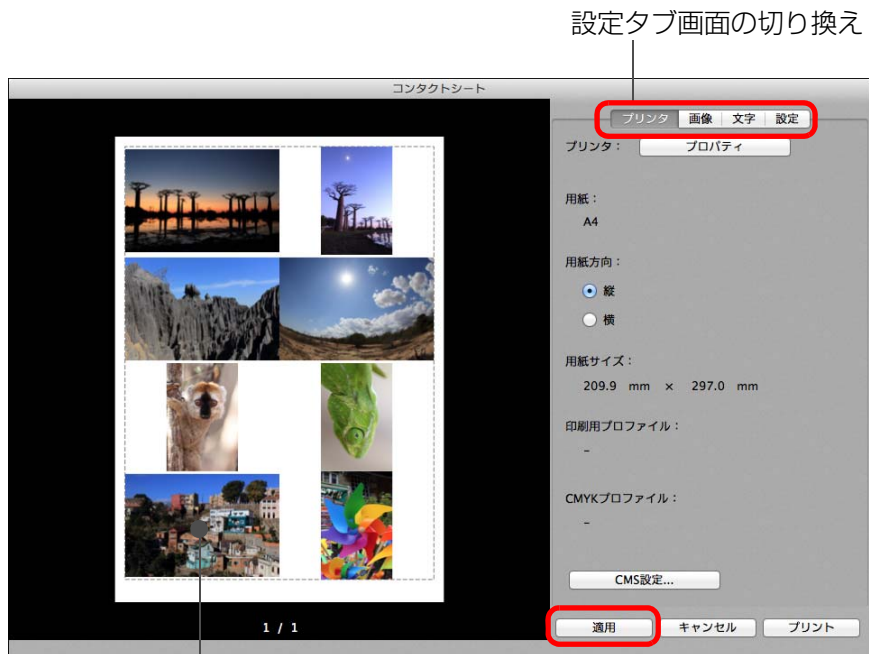 設定タブ画面の切り換え
コンタクトシート
プリンタ 画像 文字 設定
プリンタ： プロパティ
用紙：
A4
用紙方向：
縦
横
用紙サイズ：
209.9 mm × 297.0 mm
印刷用プロファイル：
–
CMYKプロファイル：
–
CMS設定...
1 / 1
適用 キャンセル プリント